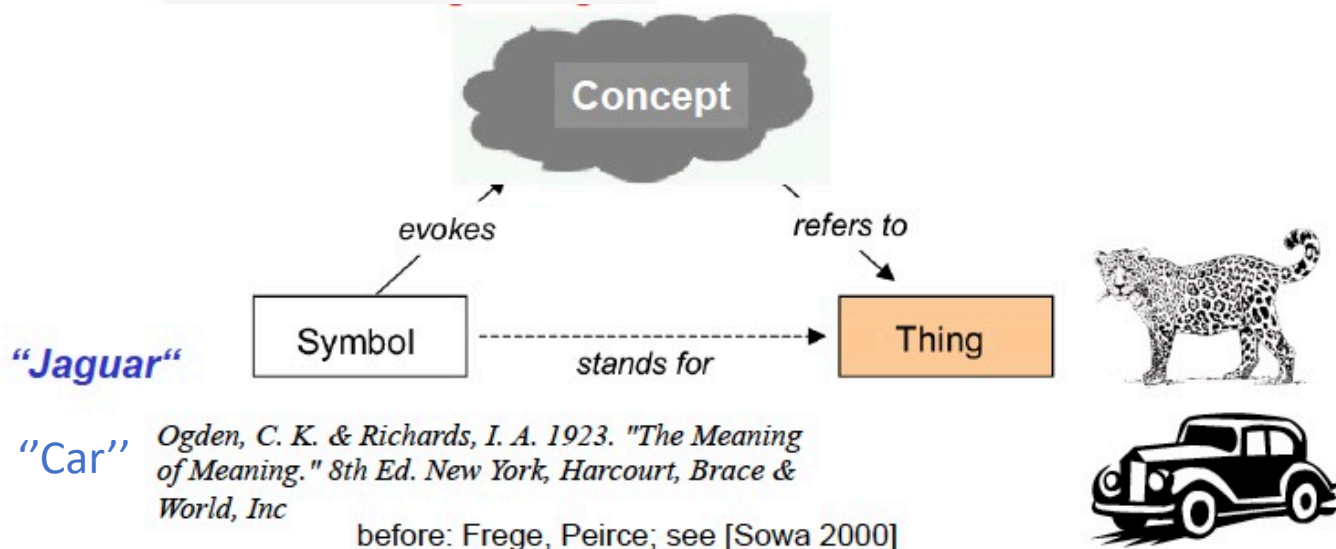 Concept
evokes
refers to
Symbol
stands for
Thing
“Jaguar“
‘‘Car’’
Ogden, C. K. & Richards, I. A. 1923. "The Meaning
of Meaning." 8th Ed. New York, Harcourt, Brace &
World, Inc
before: Frege, Peirce; see [Sowa 2000]